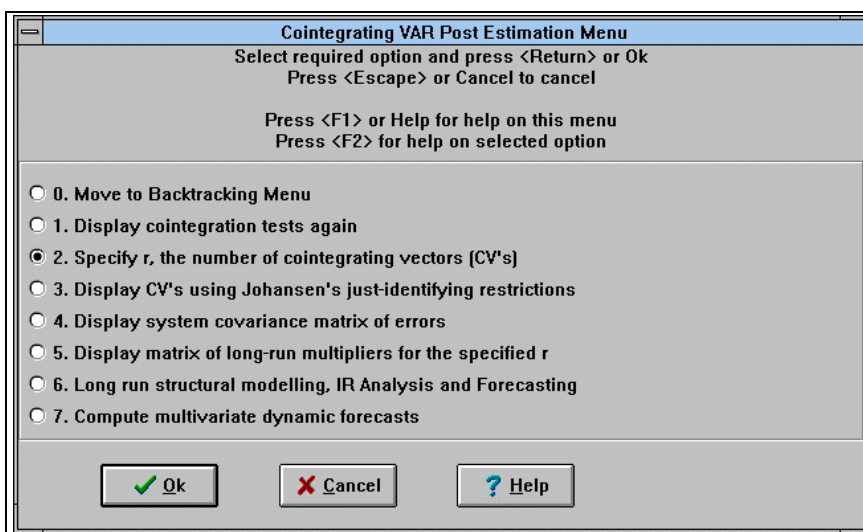 Cointegrating VAR Post Estimation Menu
Select required option and press <Return> or Ok
Press <Escape> or Cancel to cancel
Press <F1> or Help for help on this menu
Press <F2> for help on selected option
0. Move to Backtracking Menu
1. Display cointegration tests again
2. Specify r, the number of cointegrating vectors (CV's)
3. Display CV's using Johansen's just-identifying restrictions
4. Display system covariance matrix of errors
5. Display matrix of long-run multipliers for the specified r
6. Long run structural modelling, IR Analysis and Forecasting
7. Compute multivariate dynamic forecasts
Ok
Cancel
Help